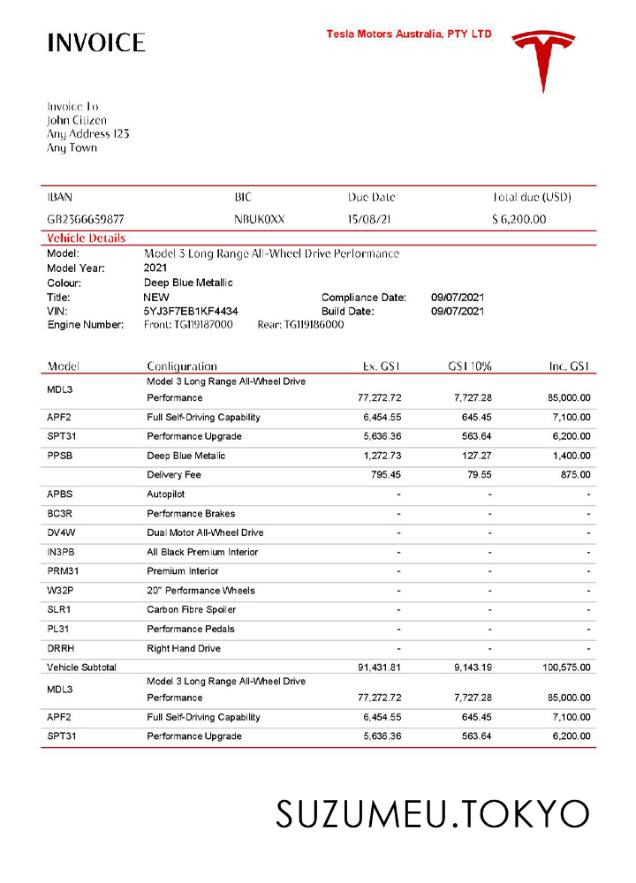 INVOICE
Tesla Motors Australia, PTY LTD
Invoice To
John Citizen
Any Address 123
Any Town
IBAN BIC Due Date Total due (USD)
GB2366659877 NBUK0XX 15/08/21 $ 6,200.00
Vehicle Details
Model: Model 3 Long Range All-Wheel Drive Performance
Model Year: 2021
Colour: Deep Blue Metallic
Title: NEW Compliance Date: 09/07/2021
VIN: 5YJ3F7EB1KF4434 Build Date: 09/07/2021
Engine Number: Front: TG119187000 Rear: TG119186000
Model Configuration Ex. GST GST 10% Inc. GST
MDL3 Model 3 Long Range All-Wheel Drive
Performance 77,272.72 7,727.28 85,000.00
APF2 Full Self-Driving Capability 6,454.55 645.45 7,100.00
SPT31 Performance Upgrade 5,636.36 563.64 6,200.00
PPSB Deep Blue Metalic 1,272.73 127.27 1,400.00
Delivery Fee 795.45 79.55 875.00
APBS Autopilot - - -
BC3R Performance Brakes - - -
DV4W Dual Motor All-Wheel Drive - - -
IN3PB All Black Premium Interior - - -
PRM31 Premium Interior - - -
W32P 20" Performance Wheels - - -
SLR1 Carbon Fibre Spoiler - - -
PL31 Performance Pedals - - -
DRRH Right Hand Drive - - -
Vehicle Subtotal 91,431.81 9,143.19 100,575.00
MDL3 Model 3 Long Range All-Wheel Drive
Performance 77,272.72 7,727.28 85,000.00
APF2 Full Self-Driving Capability 6,454.55 645.45 7,100.00
SPT31 Performance Upgrade 5,636.36 563.64 6,200.00
SUZUMEU.TOKYO